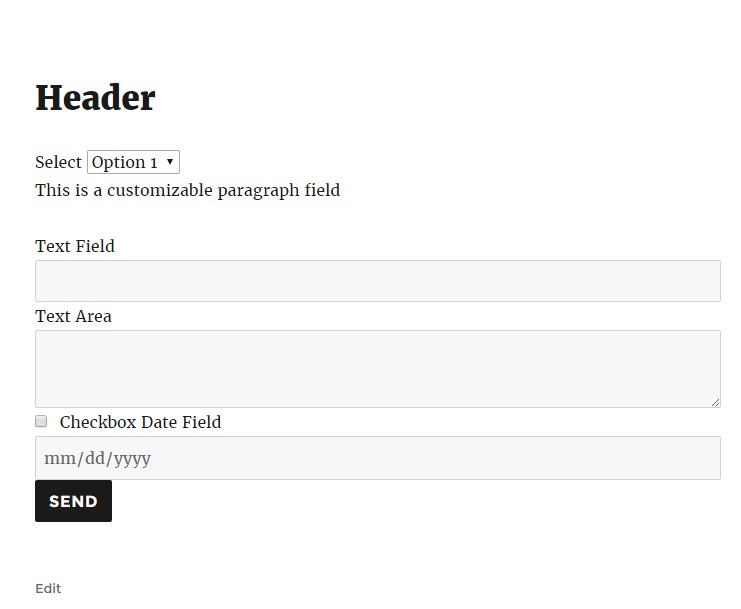 Header
Select Option 1
This is a customizable paragraph field
Text Field
Text Area
Checkbox Date Field
mm/dd/yyyy
SEND
Edit